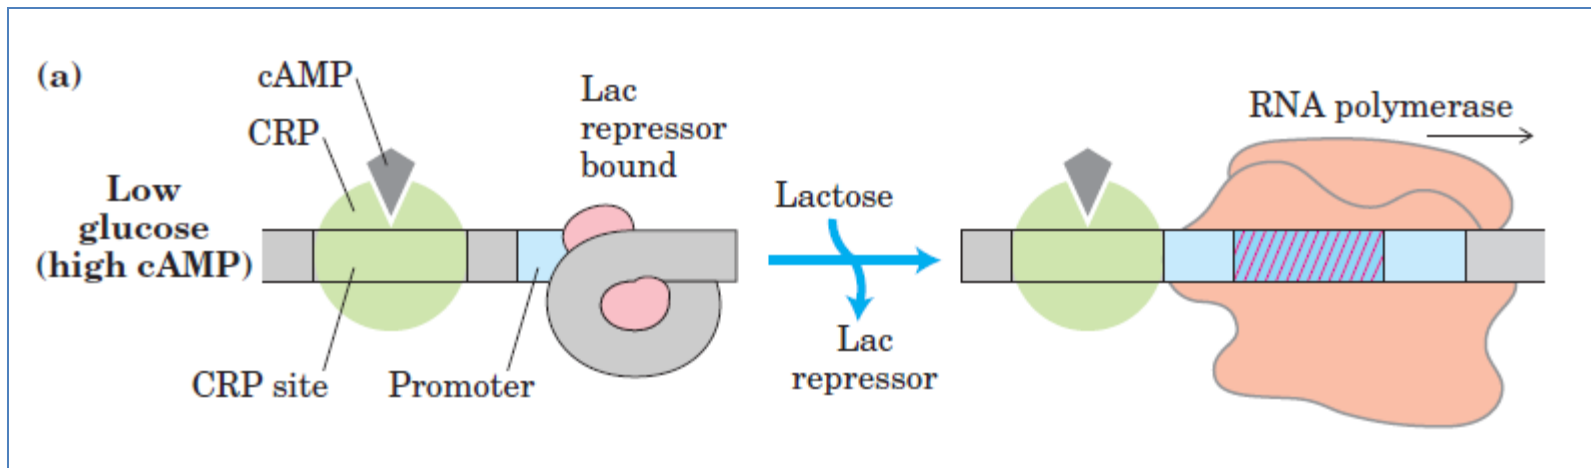 (a)
cAMP
CRP
Low
glucose
(high cAMP)
CRP site
Promoter
Lac
repressor
bound
Lactose
Lac
repressor
RNA polymerase